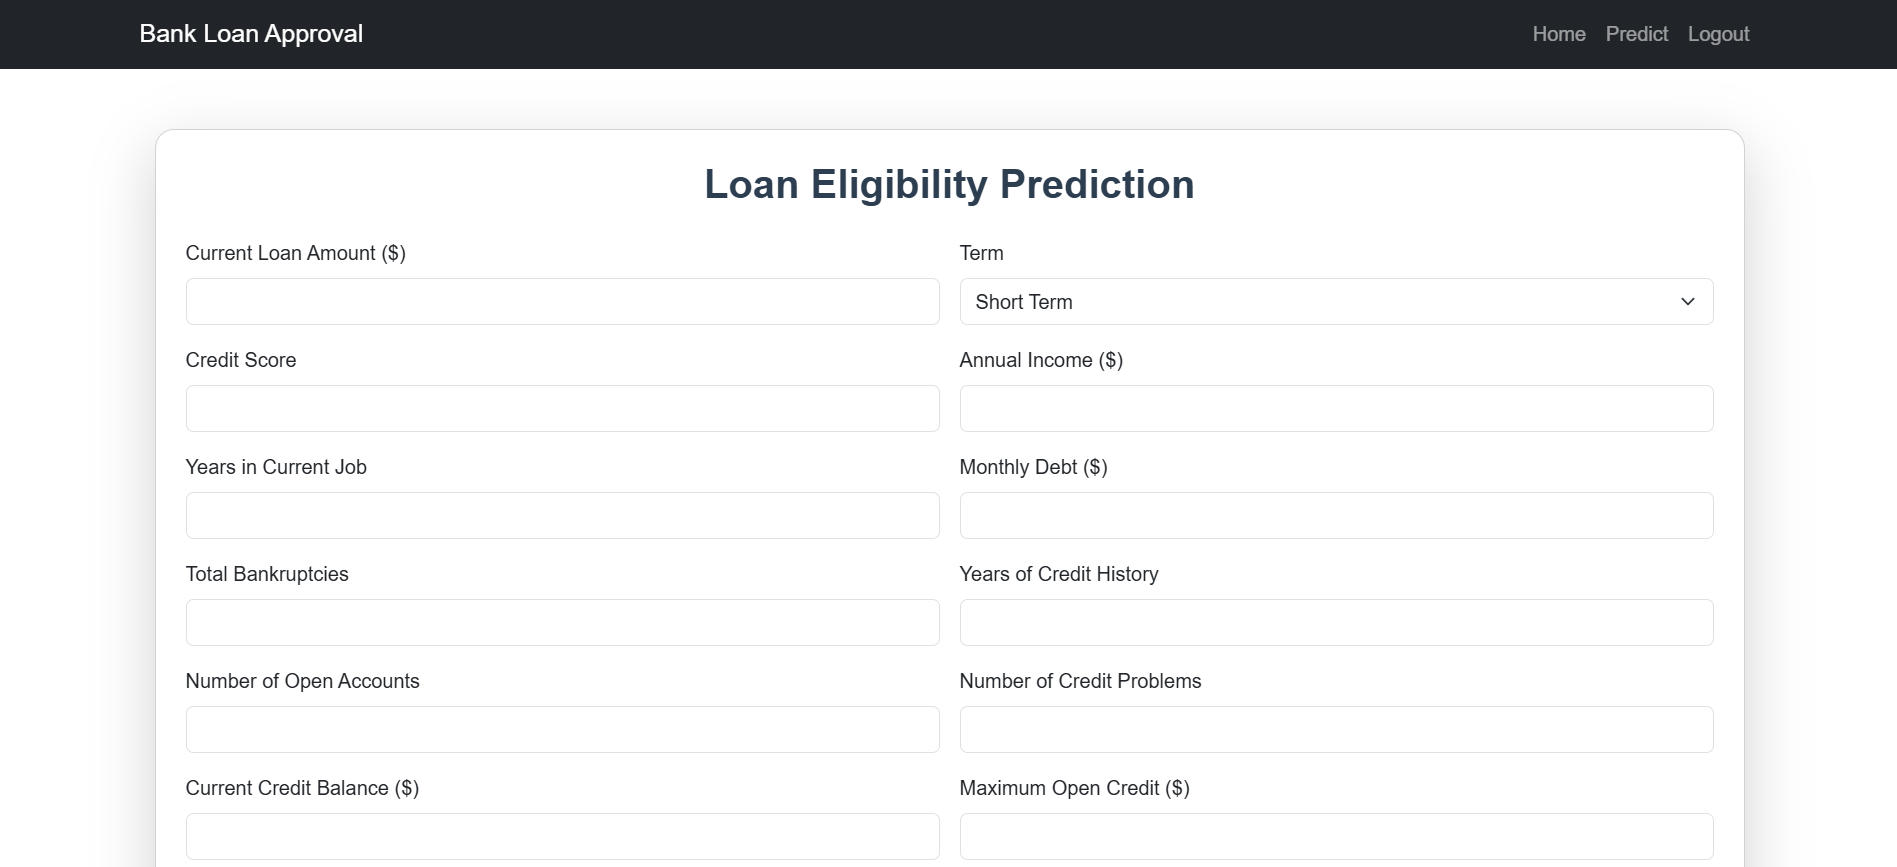 Bank Loan Approval
Home Predict Logout
Loan Eligibility Prediction
Current Loan Amount ($)
Term
Short Term
Credit Score
Annual Income ($)
Years in Current Job
Monthly Debt ($)
Total Bankruptcies
Years of Credit History
Number of Open Accounts
Number of Credit Problems
Current Credit Balance ($)
Maximum Open Credit ($)